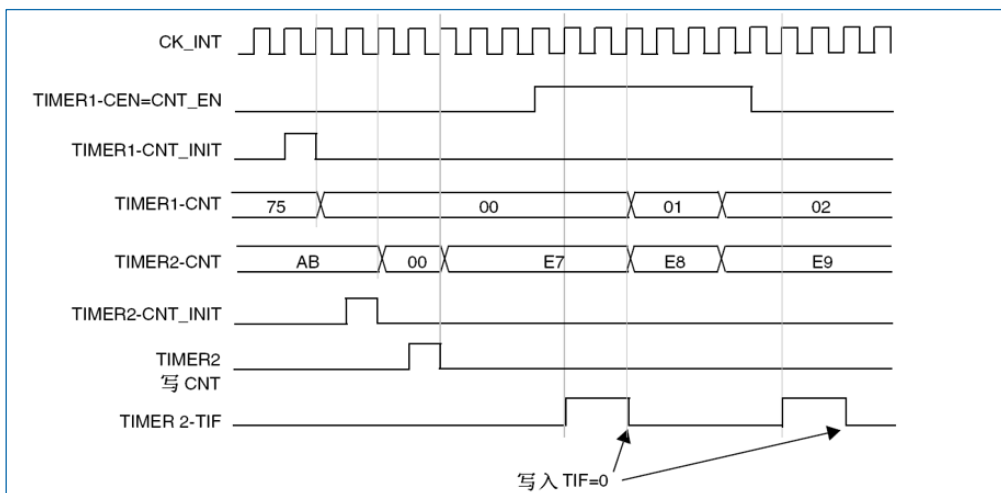 CK_INT
TIMER1-CEN=CNT_EN
TIMER1-CNT_INIT
TIMER1-CNT
75 00 01 02
TIMER2-CNT
AB 00 E7 E8 E9
TIMER2-CNT_INIT
TIMER2
写 CNT
TIMER 2-TIF
写入 TIF=0